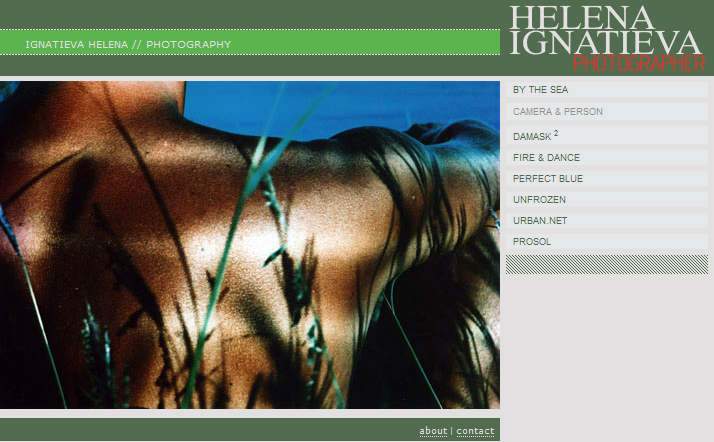 IGNATIEVA HELENA // PHOTOGRAPHY
HELENA
IGNATIEVA
PHOTOGRAPHER
BY THE SEA
CAMERA & PERSON
DAMASK ²
FIRE & DANCE
PERFECT BLUE
UNFROZEN
URBAN.NET
PROSOL
about | contact